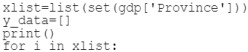 xlist=list(set(gdp['Province']))
y_data=[]
print()
for i in xlist: